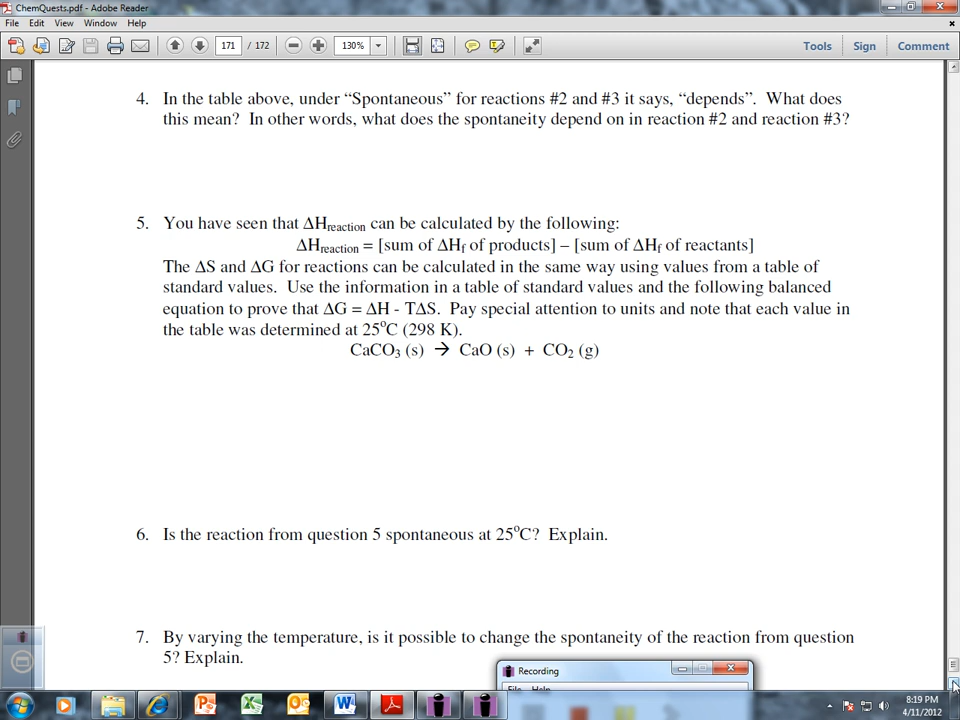 ChemQuests.pdf - Adobe Reader
File Edit View Window Help
171 / 172 130% Tools Sign Comment
4. In the table above, under “Spontaneous” for reactions #2 and #3 it says, “depends”. What does
this mean? In other words, what does the spontaneity depend on in reaction #2 and reaction #3?
5. You have seen that ΔHreaction can be calculated by the following:
ΔHreaction = [sum of ΔHf of products] – [sum of ΔHf of reactants]
The ΔS and ΔG for reactions can be calculated in the same way using values from a table of
standard values. Use the information in a table of standard values and the following balanced
equation to prove that ΔG = ΔH - TΔS. Pay special attention to units and note that each value in
the table was determined at 25°C (298 K).
CaCO₃ (s) → CaO (s) + CO₂ (g)
6. Is the reaction from question 5 spontaneous at 25°C? Explain.
7. By varying the temperature, is it possible to change the spontaneity of the reaction from question
5? Explain.
Recording
File Help
8:19 PM
4/11/2012